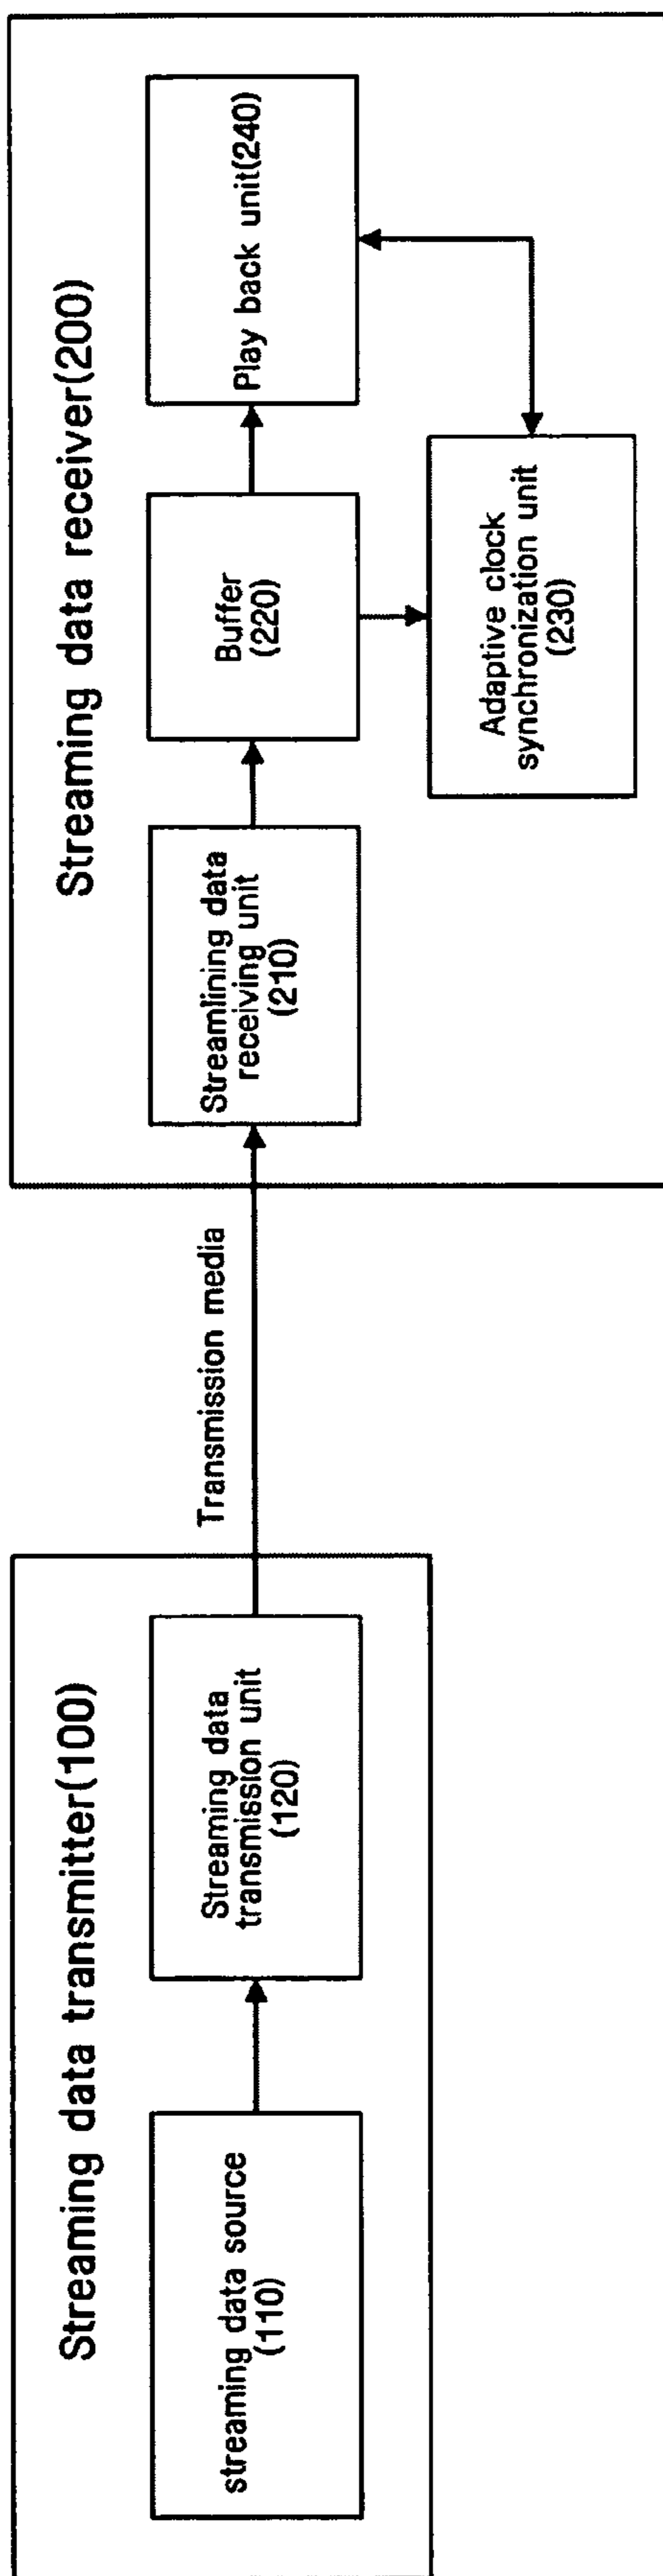 Streaming data transmitter(100)
streaming data source
(110)
Streaming data
transmission unit
(120)
Transmission media
Streaming data receiver(200)
Streamlining data
receiving unit
(210)
Buffer
(220)
Play back unit(240)
Adaptive clock
synchronization unit
(230)